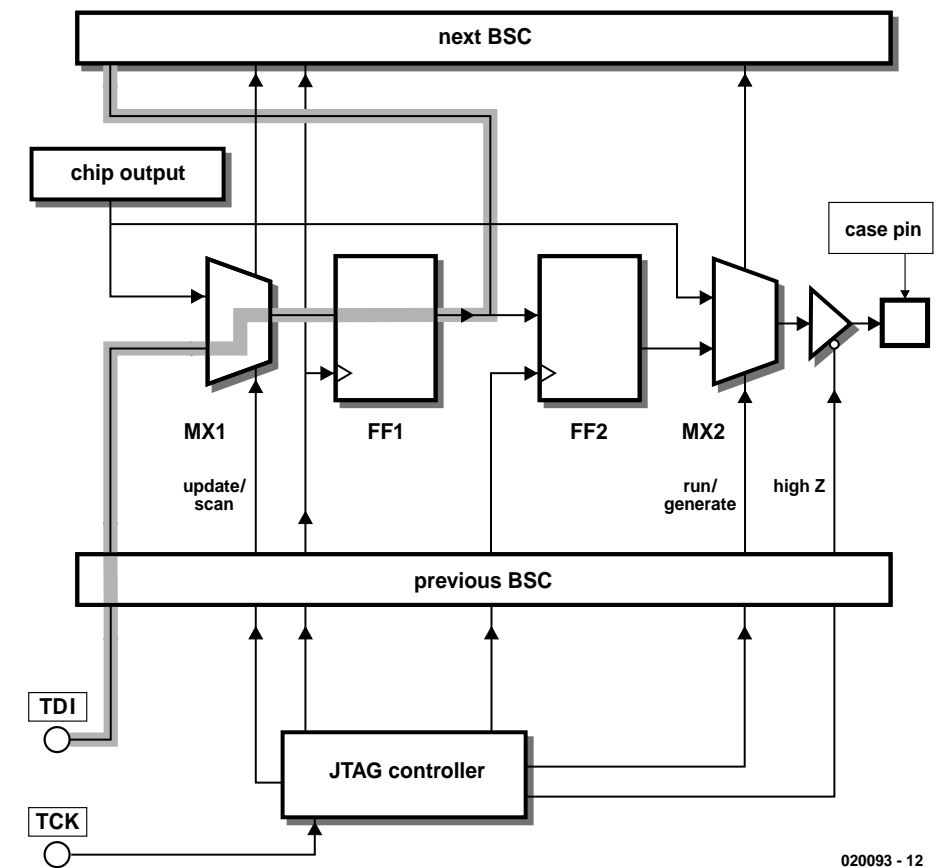 next BSC
chip output
case pin
MX1
FF1
FF2
MX2
update/
scan
run/
generate
high Z
previous BSC
TDI
JTAG controller
TCK
020093 - 12